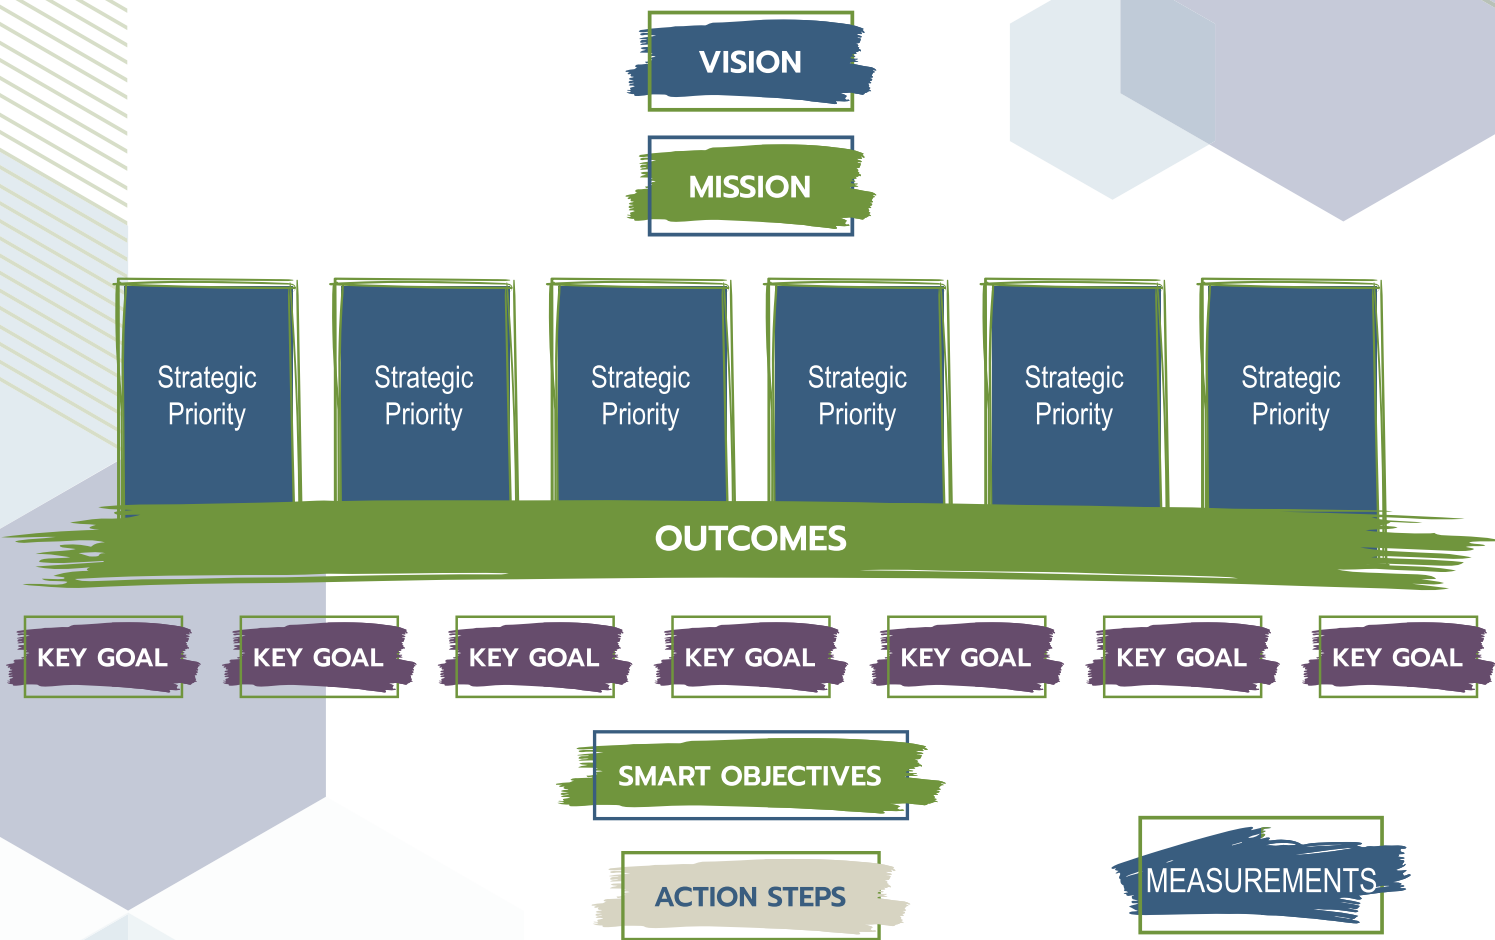 VISION
MISSION
Strategic
Priority
Strategic
Priority
Strategic
Priority
Strategic
Priority
Strategic
Priority
Strategic
Priority
OUTCOMES
KEY GOAL
KEY GOAL
KEY GOAL
KEY GOAL
KEY GOAL
KEY GOAL
KEY GOAL
SMART OBJECTIVES
ACTION STEPS
MEASUREMENTS